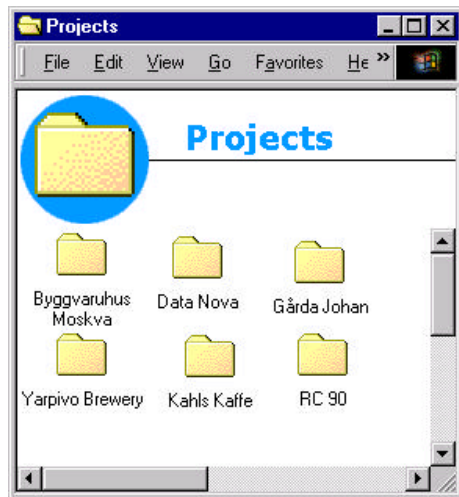 Projects
File Edit View Go Favorites He »
Projects
Byggvaruhus
Moskva
Data Nova
Gårda Johan
Yarpivo Brewery
Kahls Kaffe
RC 90